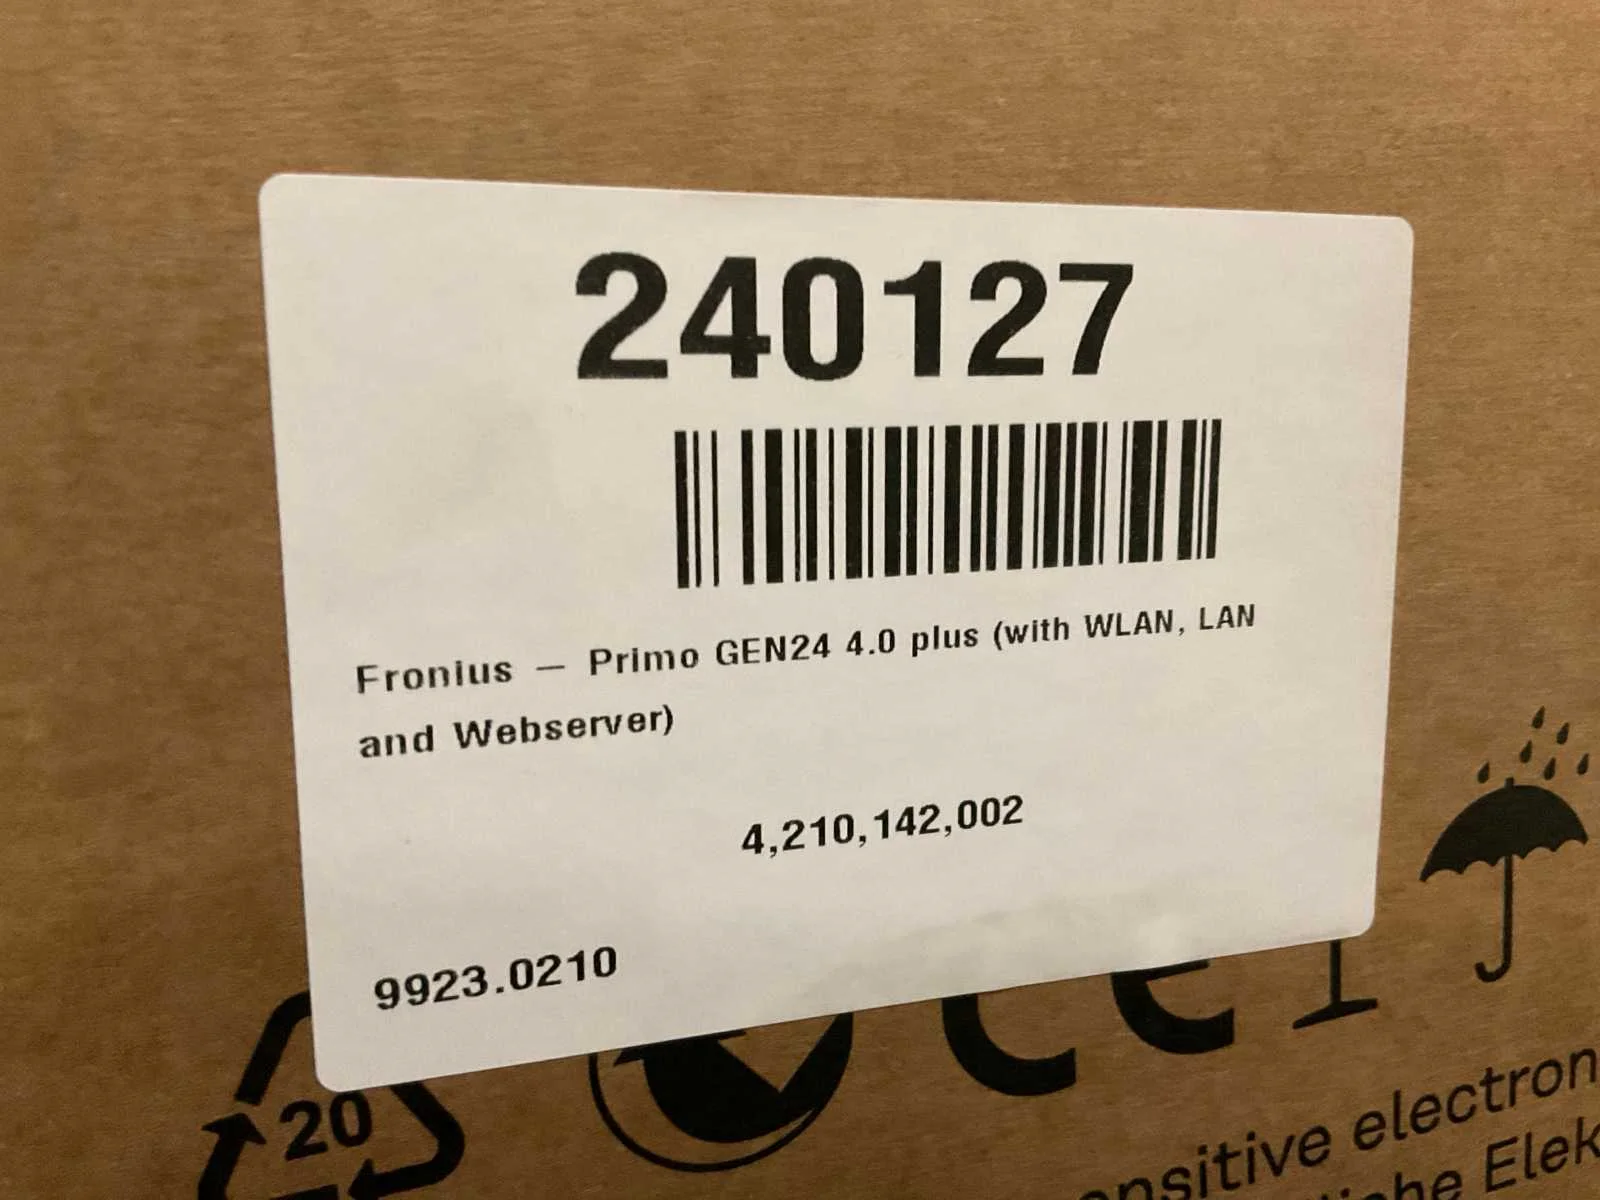 240127
Fronius – Primo GEN24 4.0 plus (with WLAN, LAN
and Webserver)
4,210,142,002
9923.0210
20
electron